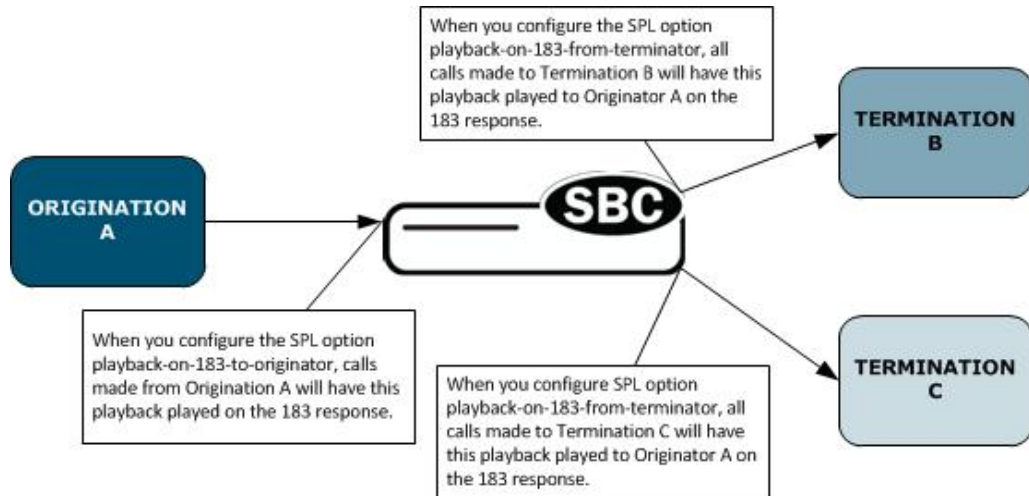 When you configure the SPL option
playback-on-183-from-terminator, all
calls made to Termination B will have this
playback played to Originator A on the
183 response.
TERMINATION
B
ORIGINATION
A
SBC
When you configure the SPL option
playback-on-183-to-originator, calls
made from Origination A will have this
playback played on the 183 response.
TERMINATION
C
When you configure SPL option
playback-on-183-from-terminator, all
calls made to Termination C will have
this playback played to Originator A on
the 183 response.